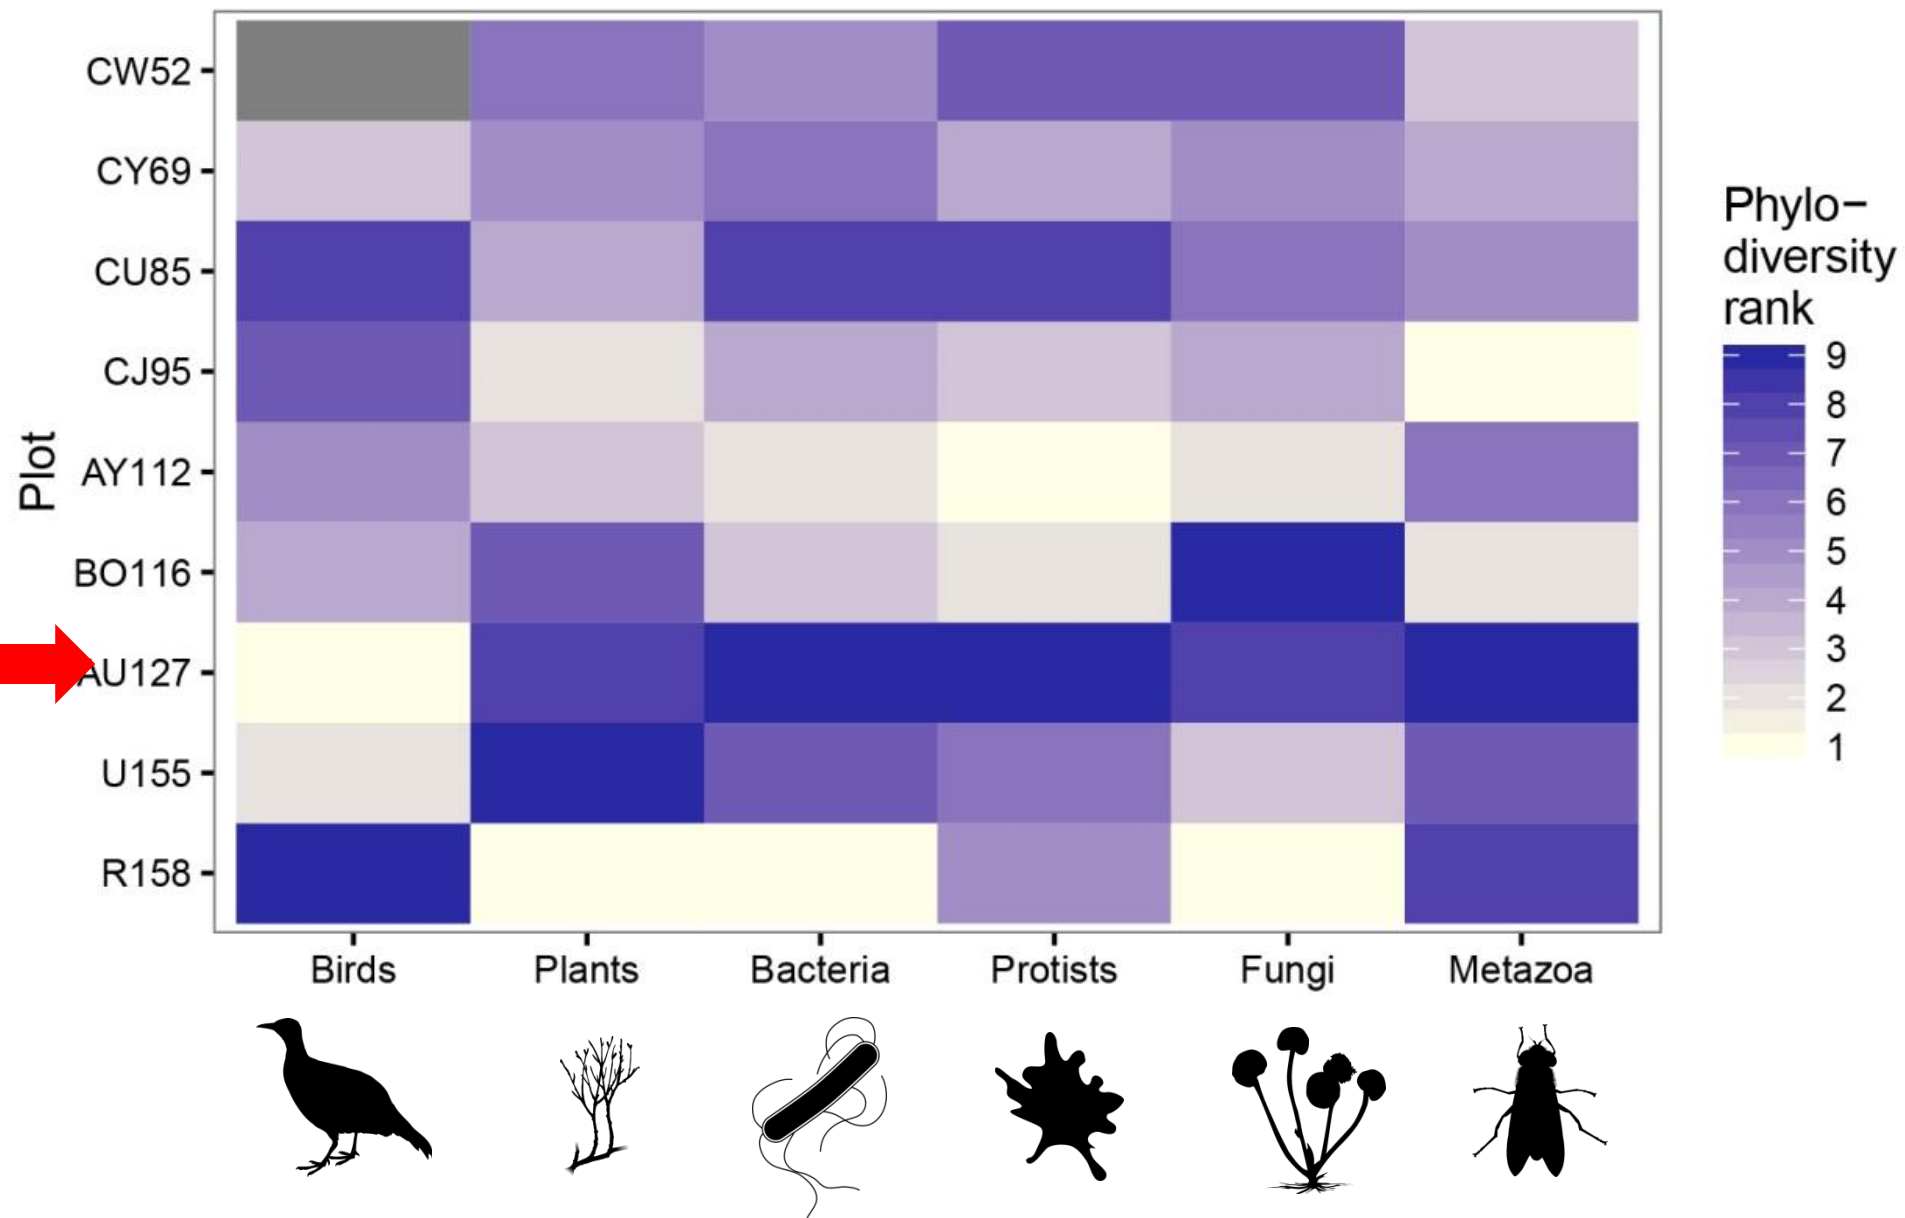 Plot
CW52
CY69
CU85
CJ95
AY112
BO116
AU127
U155
R158
Birds Plants Bacteria Protists Fungi Metazoa
Phylo−
diversity
rank
9
8
7
6
5
4
3
2
1